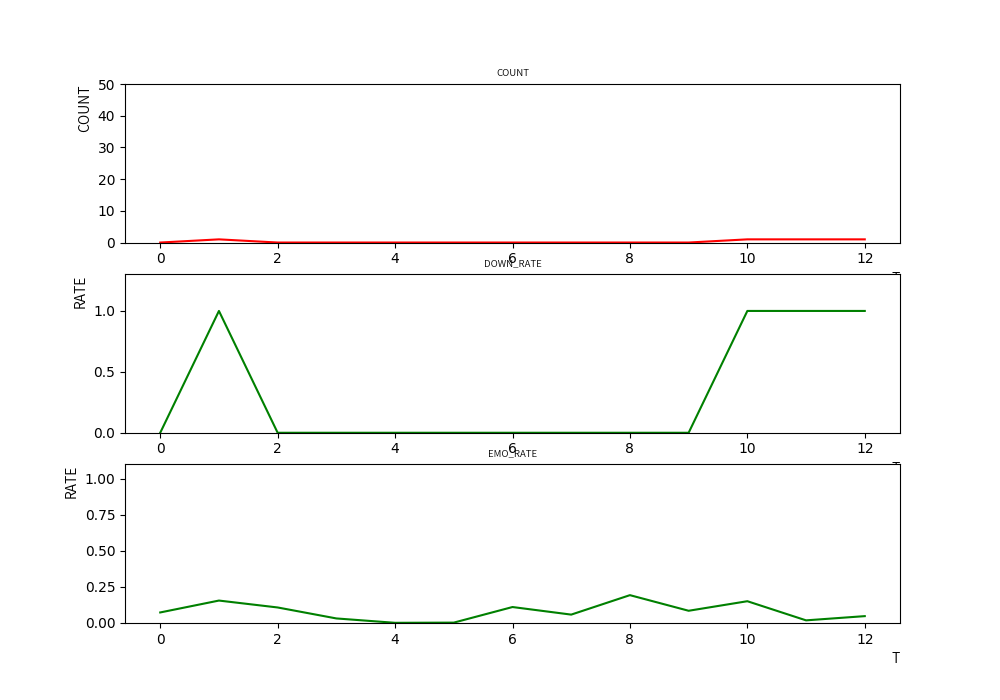 COUNT
COUNT
50
40
30
20
10
0
0 2 4 6 8 10 12
T
DOWN_RATE
RATE
1.0
0.5
0.0
0 2 4 6 8 10 12
T
EMO_RATE
RATE
1.00
0.75
0.50
0.25
0.00
0 2 4 6 8 10 12
T